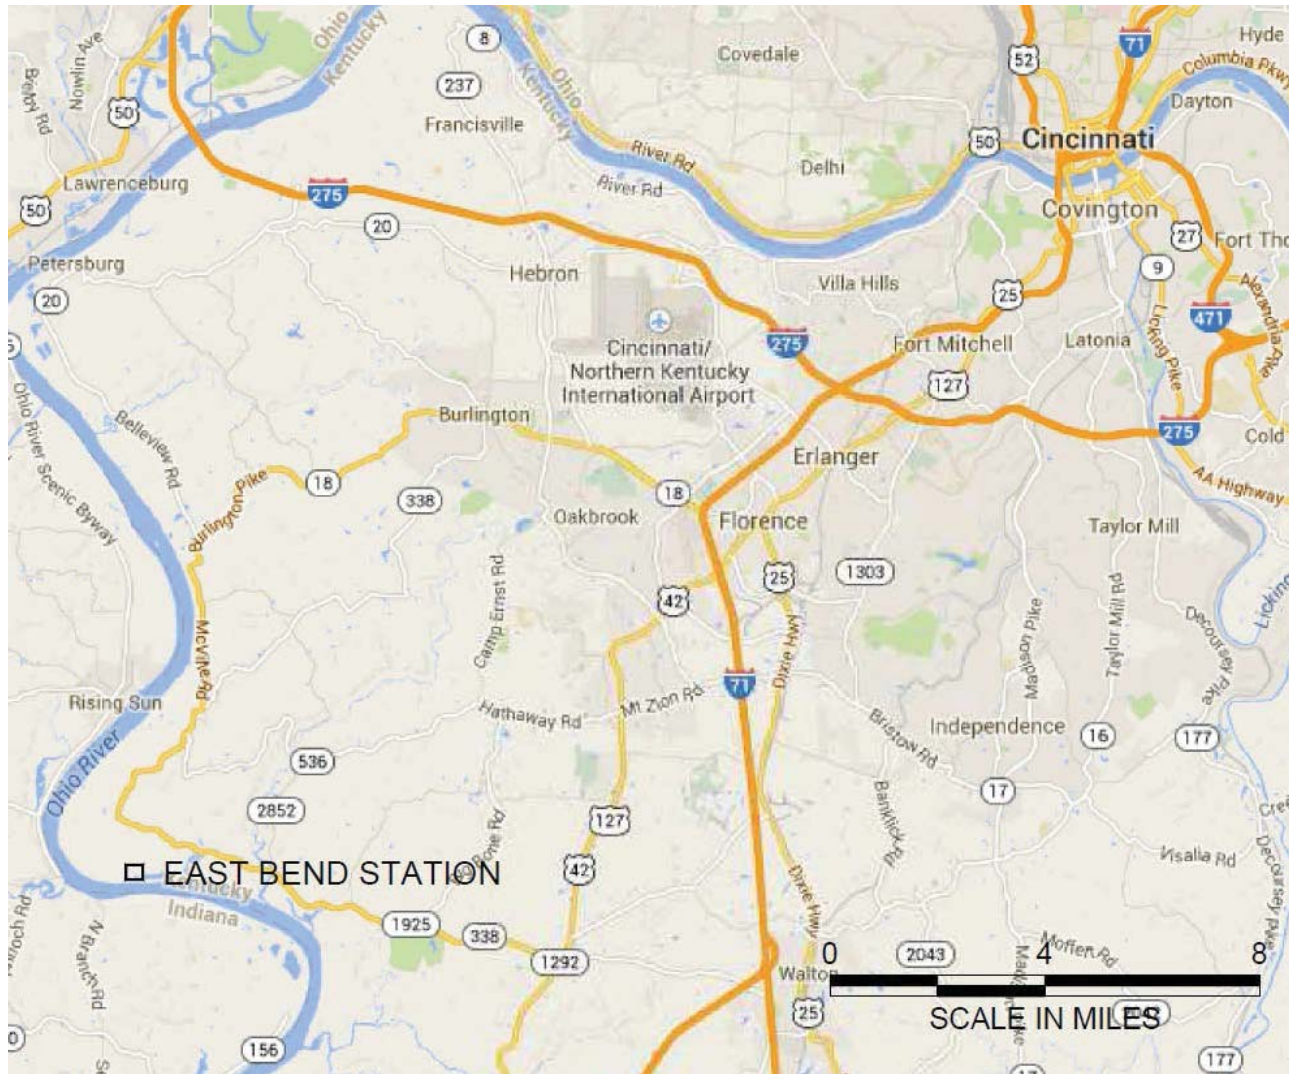 Ohio
Kentucky
8
71
Hyde
Nowlin Ave
Covedale
52
Columbia Pkwy
237
Ohio
Kentucky
50
Francisville
Dayton
Cincinnati
50
River Rd
Delhi
River Rd
Lawrenceburg
275
50
20
Covington
27
Fort Tho
Petersburg
Hebron
Villa Hills
9
20
25
Alexandria Pike
471
275
Fort Mitchell
Latonia
Licking Pike
Cincinnati/
Northern Kentucky
International Airport
127
Ohio River Scenic Byway
Belleview Rd
Burlington
275
Cold
Erlanger
Burlington Pike
18
338
18
AA Highway
Oakbrook
Florence
Taylor Mill
Camp Ernst Rd
25
1303
42
Licking
McVille Rd
Dixie Hwy
Madison Pike
Taylor Mill Rd
Decoursey Pike
71
Rising Sun
Hathaway Rd
Mt Zion Rd
Bristow Rd
Independence
16
177
Ohio River
536
17
2852
127
Banklick Rd
Visalia Rd
EAST BEND STATION
42
Kentucky
Indiana
Dixie Hwy
Decoursey Pike
N Branch Rd
1925
338
1292
0 4 8
2043
Moffett Rd
Walton
25
SCALE IN MILES
156
177
17